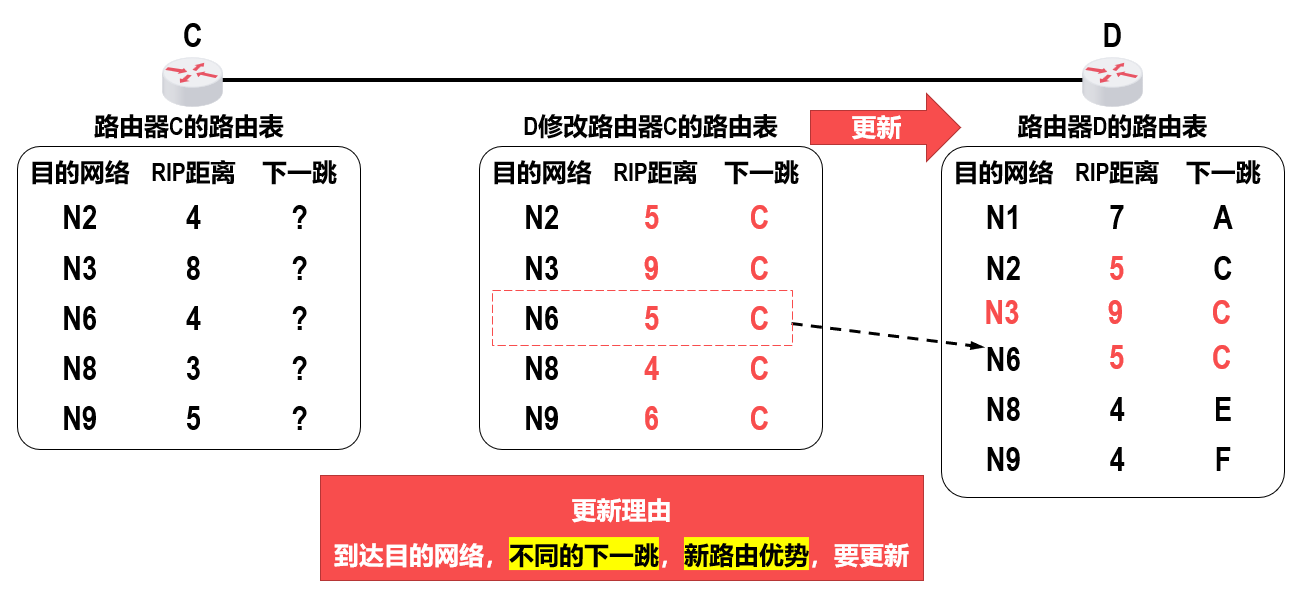 C
D
路由器C的路由表
目的网络 RIP距离 下一跳
N2 4 ?
N3 8 ?
N6 4 ?
N8 3 ?
N9 5 ?
D修改路由器C的路由表
目的网络 RIP距离 下一跳
N2 5 C
N3 9 C
N6 5 C
N8 4 C
N9 6 C
更新
路由器D的路由表
目的网络 RIP距离 下一跳
N1 7 A
N2 5 C
N3 9 C
N6 5 C
N8 4 E
N9 4 F
更新理由
到达目的网络，不同的下一跳，新路由优势，要更新